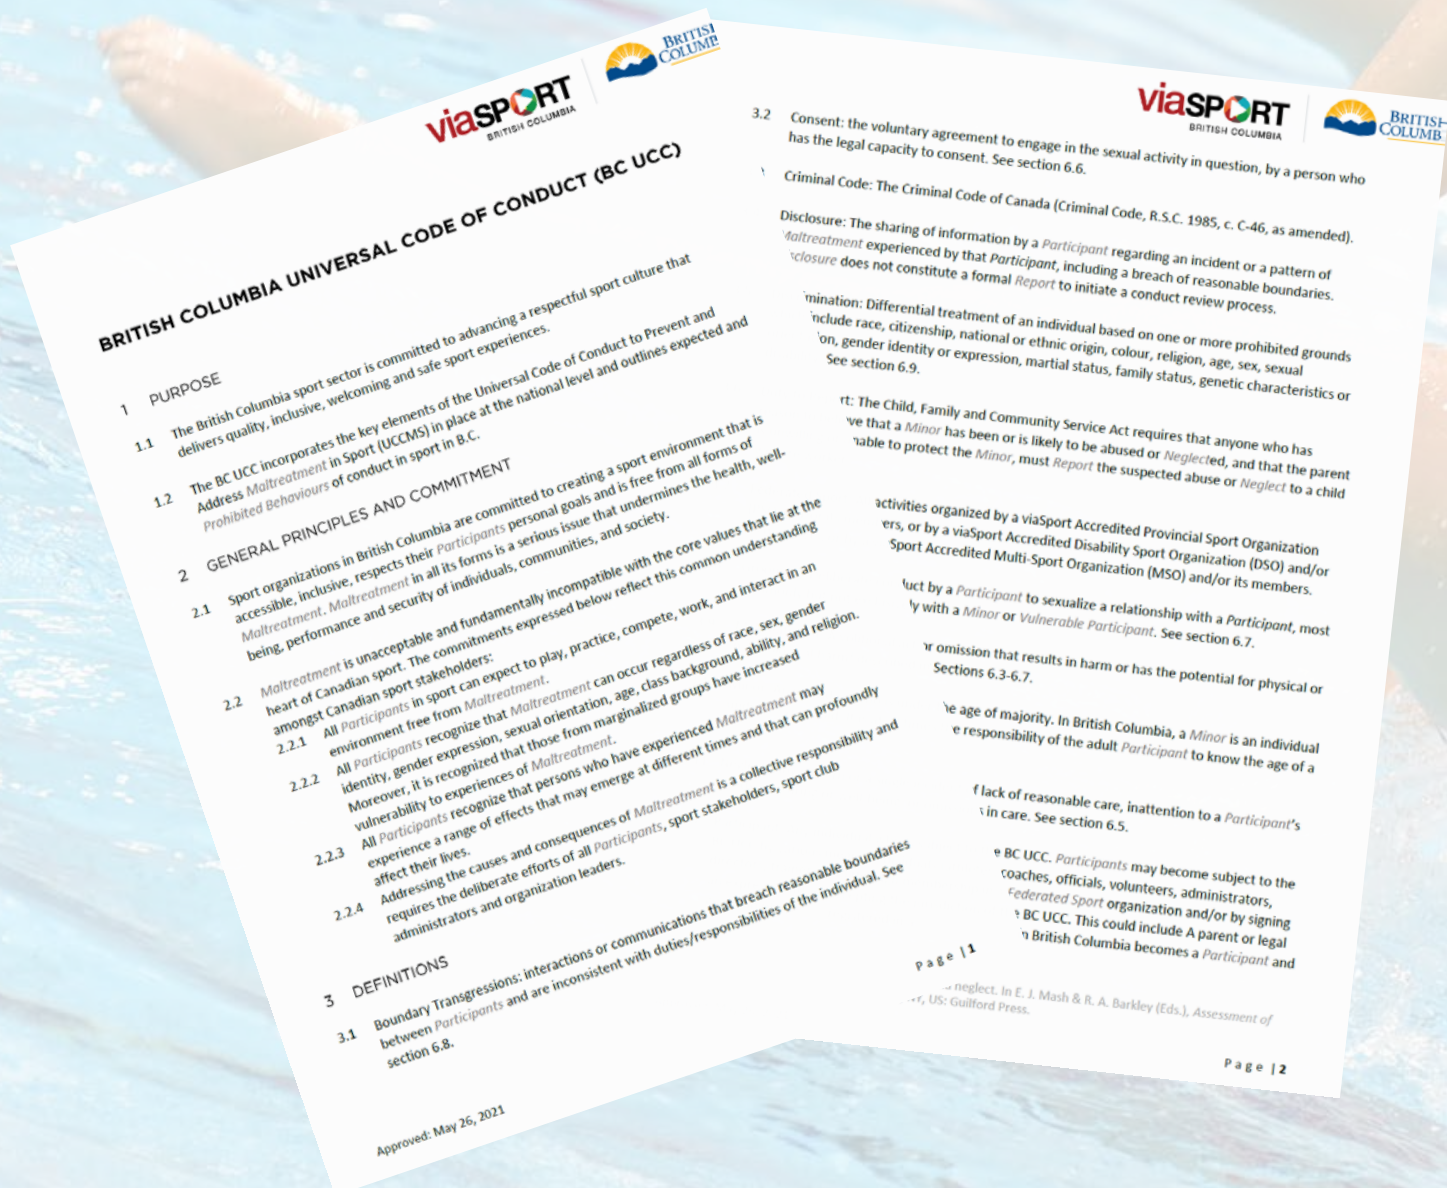 viaSPORT
BRITISH COLUMBIA
BRITISH COLUMBIA UNIVERSAL CODE OF CONDUCT (BC UCC)
1 PURPOSE
1.1 The British Columbia sport sector is committed to advancing a respectful sport culture that
delivers quality, inclusive, welcoming and safe sport experiences.
1.2 The BC UCC incorporates the key elements of the Universal Code of Conduct to Prevent and
Address Maltreatment in Sport (UCCMS) in place at the national level and outlines expected and
Prohibited Behaviours of conduct in sport in B.C.
2 GENERAL PRINCIPLES AND COMMITMENT
2.1 Sport organizations in British Columbia are committed to creating a sport environment that is
accessible, inclusive, respects their Participants personal goals and is free from all forms of
Maltreatment. Maltreatment in all its forms is a serious issue that undermines the health, well-
being, performance and security of individuals, communities, and society.
2.2 Maltreatment is unacceptable and fundamentally incompatible with the core values that lie at the
heart of Canadian sport. The commitments expressed below reflect this common understanding
amongst Canadian sport stakeholders:
2.2.1 All Participants in sport can expect to play, practice, compete, work, and interact in an
environment free from Maltreatment.
2.2.2 All Participants recognize that Maltreatment can occur regardless of race, sex, gender
identity, gender expression, sexual orientation, age, class background, ability, and religion.
Moreover, it is recognized that those from marginalized groups have increased
vulnerability to experiences of Maltreatment.
2.2.3 All Participants recognize that persons who have experienced Maltreatment may
experience a range of effects that may emerge at different times and that can profoundly
affect their lives.
2.2.4 Addressing the causes and consequences of Maltreatment is a collective responsibility and
requires the deliberate efforts of all Participants, sport stakeholders, sport club
administrators and organization leaders.
3 DEFINITIONS
3.1 Boundary Transgressions: interactions or communications that breach reasonable boundaries
between Participants and are inconsistent with duties/responsibilities of the individual. See
section 6.8.
Page | 1
Approved: May 26, 2021
viaSPORT
BRITISH COLUMBIA
3.2 Consent: the voluntary agreement to engage in the sexual activity in question, by a person who
has the legal capacity to consent. See section 6.6.
Criminal Code: The Criminal Code of Canada (Criminal Code, R.S.C. 1985, c. C-46, as amended).
Disclosure: The sharing of information by a Participant regarding an incident or a pattern of
Maltreatment experienced by that Participant, including a breach of reasonable boundaries.
does not constitute a formal Report to initiate a conduct review process.
Differential treatment of an individual based on one or more prohibited grounds
include race, citizenship, national or ethnic origin, colour, religion, age, sex, sexual
gender identity or expression, martial status, family status, genetic characteristics or
See section 6.9.
The Child, Family and Community Service Act requires that anyone who has
that a Minor has been or is likely to be abused or Neglected, and that the parent
to protect the Minor, must Report the suspected abuse or Neglect to a child
activities organized by a viaSport Accredited Provincial Sport Organization
or by a viaSport Accredited Disability Sport Organization (DSO) and/or
Sport Accredited Multi-Sport Organization (MSO) and/or its members.
by a Participant to sexualize a relationship with a Participant, most
with a Minor or Vulnerable Participant. See section 6.7.
or omission that results in harm or has the potential for physical or
Sections 6.3-6.7.
age of majority. In British Columbia, a Minor is an individual
responsibility of the adult Participant to know the age of a
lack of reasonable care, inattention to a Participant's
in care. See section 6.5.
BC UCC. Participants may become subject to the
coaches, officials, volunteers, administrators,
Federated Sport organization and/or by signing
BC UCC. This could include A parent or legal
British Columbia becomes a Participant and
neglect. In E. J. Mash & R. A. Barkley (Eds.), Assessment of
US: Guilford Press.
Page | 2